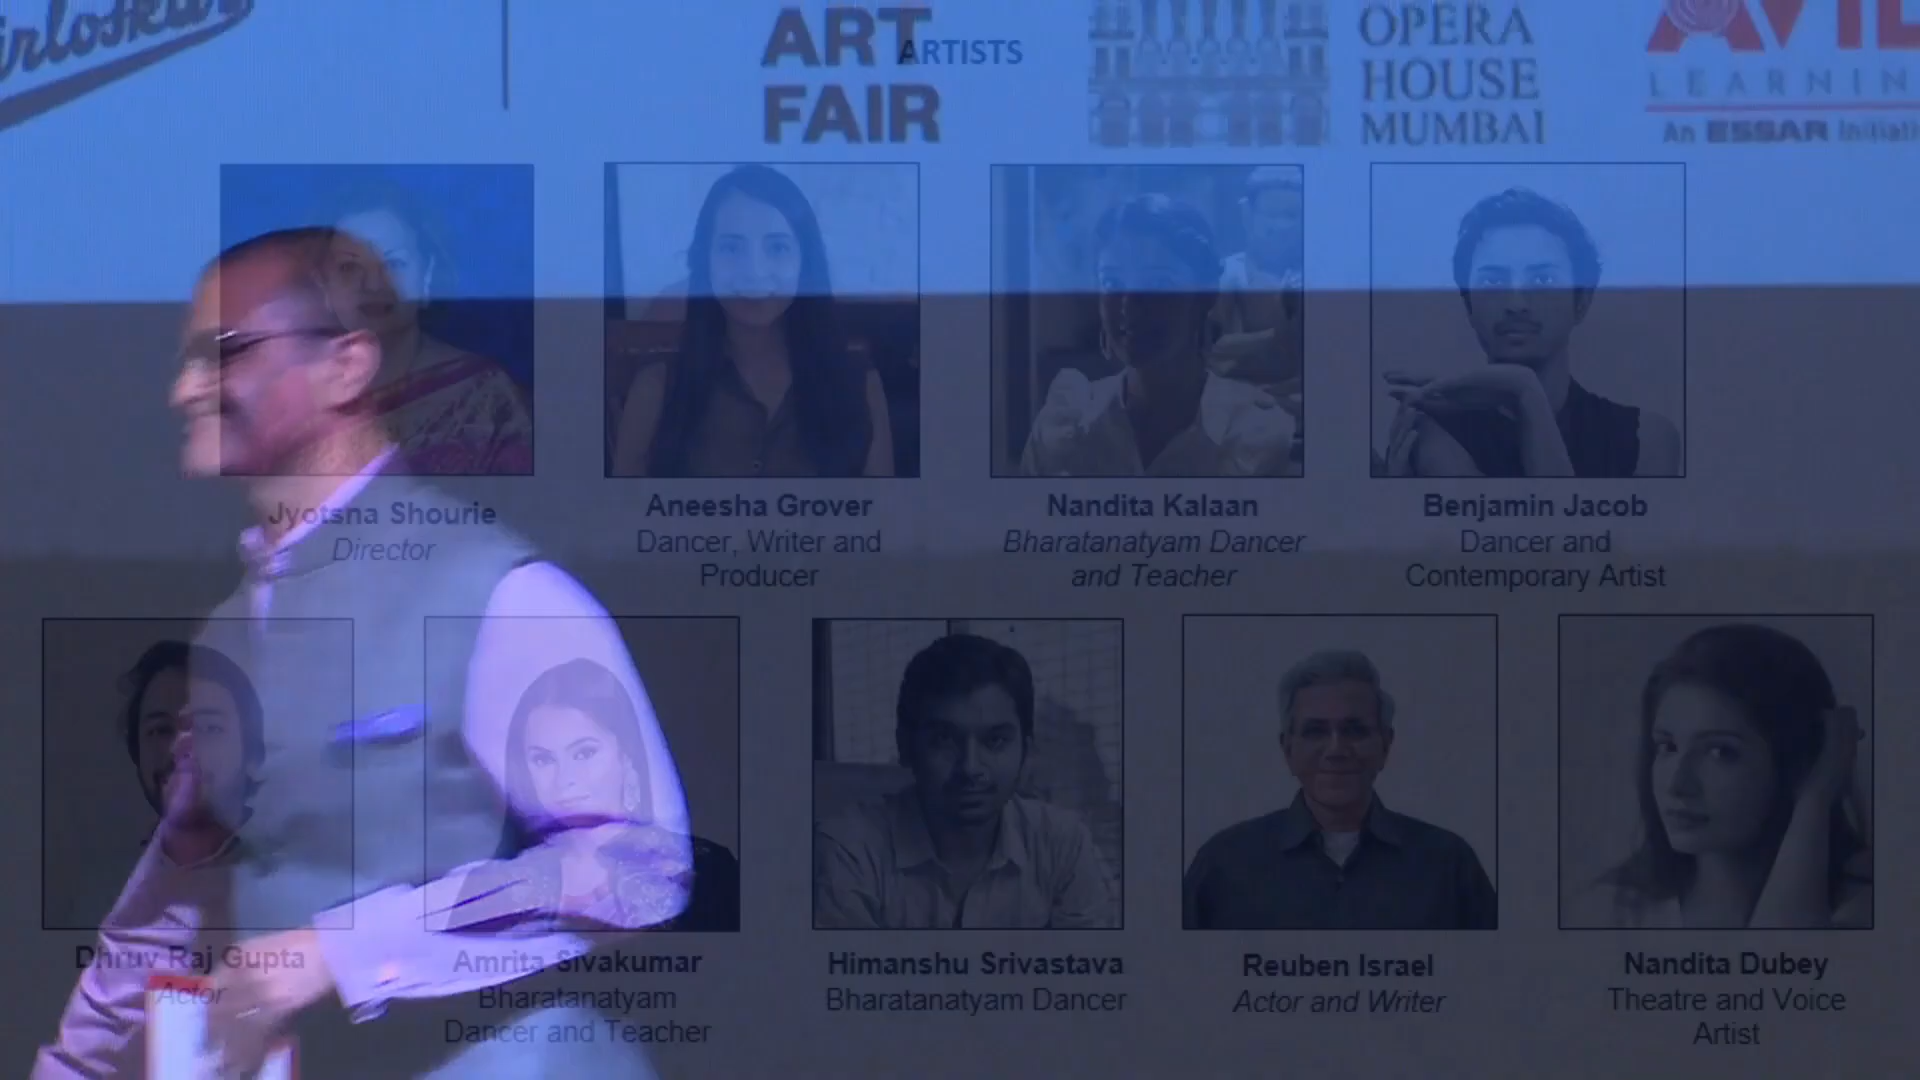 ART
FAIR
ARTISTS
OPERA
HOUSE
MUMBAI
An ESSAR
Jyotsna Shourie
Director
Aneesha Grover
Dancer, Writer and
Producer
Nandita Kalaan
Bharatanatyam Dancer
and Teacher
Benjamin Jacob
Dancer and
Contemporary Artist
Dhruv Raj Gupta
Actor
Amrita Sivakumar
Bharatanatyam
Dancer and Teacher
Himanshu Srivastava
Bharatanatyam Dancer
Reuben Israel
Actor and Writer
Nandita Dubey
Theatre and Voice
Artist